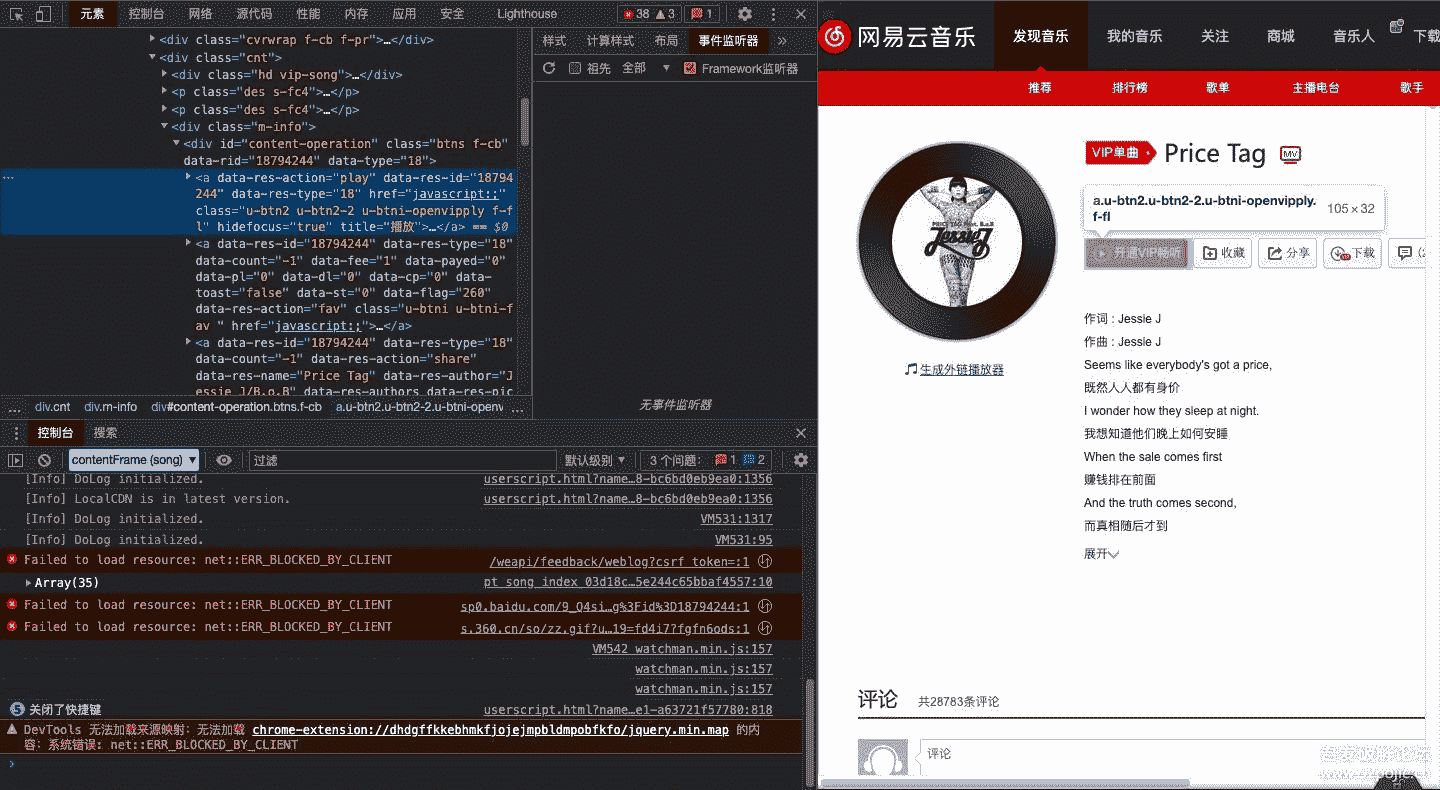 元素 控制台 网络 源代码 性能 内存 应用 安全 Lighthouse 38 3 1
<div class="cvrwrap f-cb f-pr">…</div>
<div class="cnt">
<div class="hd vip-song">…</div>
<p class="des s-fc4">…</p>
<p class="des s-fc4">…</p>
<div class="m-info">
<div id="content-operation" class="btns f-cb"
data-rid="18794244" data-type="18">
<a data-res-action="play" data-res-id="18794
244" data-res-type="18" href="javascript:;"
class="u-btn2 u-btn2-2 u-btni-openvipply f-f
l" hidefocus="true" title="播放">…</a> == $0
<a data-res-id="18794244" data-res-type="18"
data-count="-1" data-fee="1" data-payed="0"
data-pl="0" data-dl="0" data-cp="0" data-
toast="false" data-st="0" data-flag="260"
data-res-action="fav" class="u-btni u-btni-f
av " href="javascript:;">…</a>
<a data-res-id="18794244" data-res-type="18"
data-count="-1" data-res-action="share"
data-res-name="Price Tag" data-res-author="J
essie J/B.o.B" data-res-authors data-res-pic
… div.cnt div.m-info div#content-operation.btns.f-cb a.u-btn2.u-btn2-2.u-btni-openv …
样式 计算样式 布局 事件监听器 »
祖先 全部 Framework监听器
无事件监听器
控制台 搜索
contentFrame (song) 过滤 默认级别 3 个问题: 1 2
[Info] DoLog initialized. userscript.html?name…8-bc6bd0eb9ea0:1356
[Info] LocalCDN is in latest version. userscript.html?name…8-bc6bd0eb9ea0:1356
[Info] DoLog initialized. VM531:1317
[Info] DoLog initialized. VM531:95
Failed to load resource: net::ERR_BLOCKED_BY_CLIENT /weapi/feedback/weblog?csrf_token=:1
Array(35) pt_song_index_03d18c…5e244c65bbaf4557:10
Failed to load resource: net::ERR_BLOCKED_BY_CLIENT sp0.baidu.com/9_Q4si…g%3Fid%3D18794244:1
Failed to load resource: net::ERR_BLOCKED_BY_CLIENT s.360.cn/so/zz.gif?u…19=fd4i7?fgfn6ods:1
VM542 watchman.min.js:157
watchman.min.js:157
watchman.min.js:157
5 关闭了快捷键 userscript.html?name…e1-a63721f57780:818
DevTools 无法加载来源映射: 无法加载 chrome-extension://dhdgffkkebhmkfjojejmpbldmpobfkfo/jquery.min.map 的内
容: 系统错误: net::ERR_BLOCKED_BY_CLIENT
网易云音乐 发现音乐 我的音乐 关注 商城 音乐人 下载
推荐 排行榜 歌单 主播电台 歌手
VIP单曲 Price Tag MV
a.u-btn2.u-btn2-2.u-btni-openvipply.
f-fl 105 × 32
开通VIP畅听 收藏 分享 下载 (2
Jessie J
生成外链播放器
作词 : Jessie J
作曲 : Jessie J
Seems like everybody's got a price,
既然人人都有身价
I wonder how they sleep at night.
我想知道他们晚上如何安睡
When the sale comes first
赚钱排在前面
And the truth comes second,
而真相随后才到
展开
评论 共28783条评论
评论
吾爱破解论坛